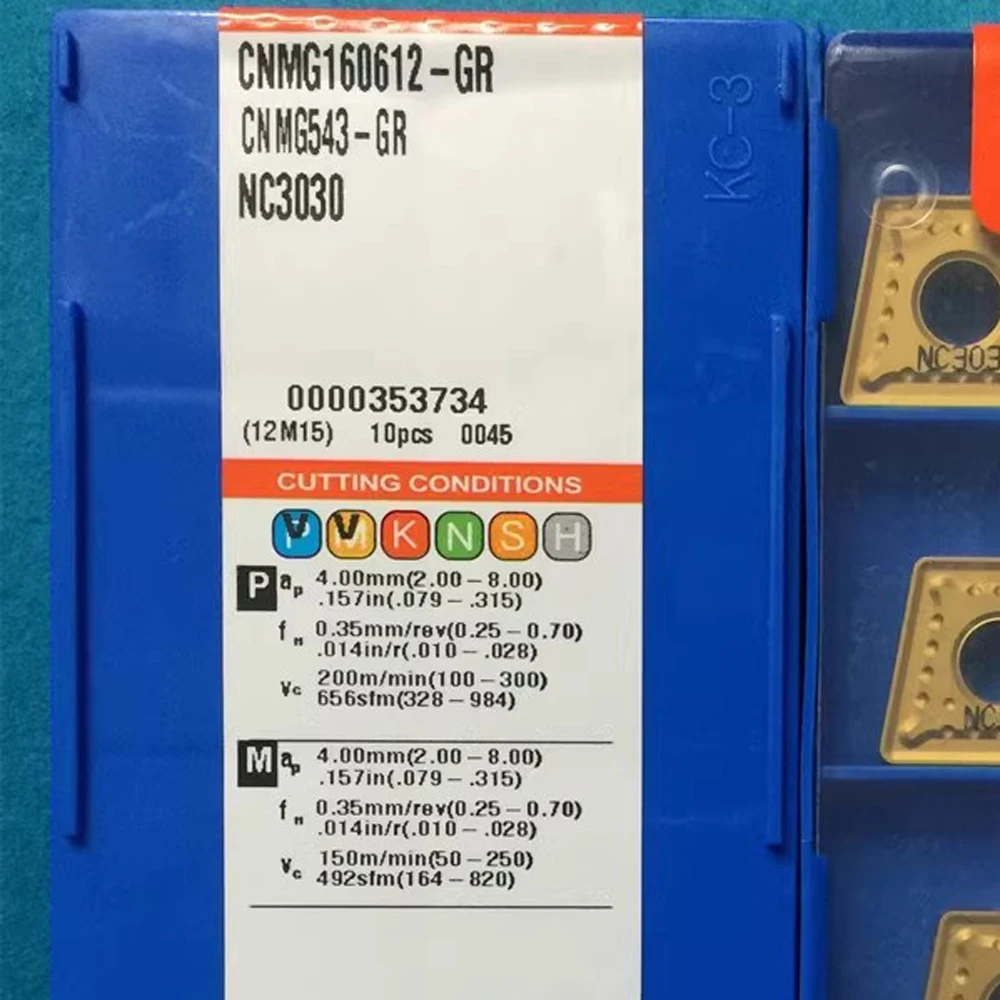 CNMG160612-GR
CNMG543-GR
NC3030
KC-3
0000353734
(12M15) 10pcs 0045
CUTTING CONDITIONS
P M K N S H
P ap 4.00mm(2.00-8.00)
.157in(.079-.315)
fn 0.35mm/rev(0.25-0.70)
.014in/r(.010-.028)
Vc 200m/min(100-300)
656sfm(328-984)
M ap 4.00mm(2.00-8.00)
.157in(.079-.315)
fn 0.35mm/rev(0.25-0.70)
.014in/r(.010-.028)
Vc 150m/min(50-250)
492sfm(164-820)
NC303
NC